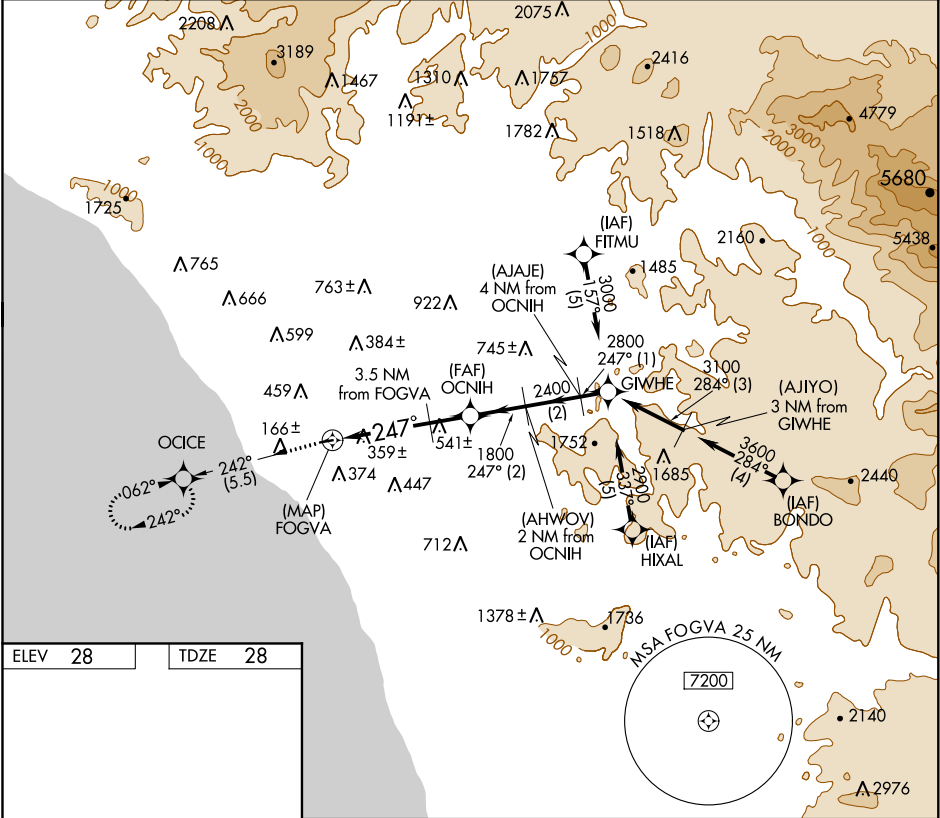 2075
2208
1000
3189
2416
1467
1310
1757
1191±
4779
2000
3000
1782
1518
2000
1000
5680
1000
1000
1725
(IAF)
FITMU
2160
5438
765
(AJAJE)
4 NM from
OCNIH
1485
763±
3000
157°
(5)
666
922
599
384±
745±
2800
247° (1)
3.5 NM
from FOGVA
(FAF)
OCNIH
2400
(2)
GIWHE
3100
284° (3)
(AJIYO)
3 NM from
GIWHE
459
166±
247°
541±
359±
1800
247° (2)
1752
1685
3600
284°
(4)
OCICE
242°
(5.5)
062°
242°
374
447
(MAP)
FOGVA
2900
337°
(5)
2440
(IAF)
BONDO
(AHWOV)
2 NM from
OCNIH
(IAF)
HIXAL
712
1378±
1736
1000
MSA FOGVA 25 NM
7200
ELEV 28
TDZE 28
2140
2976